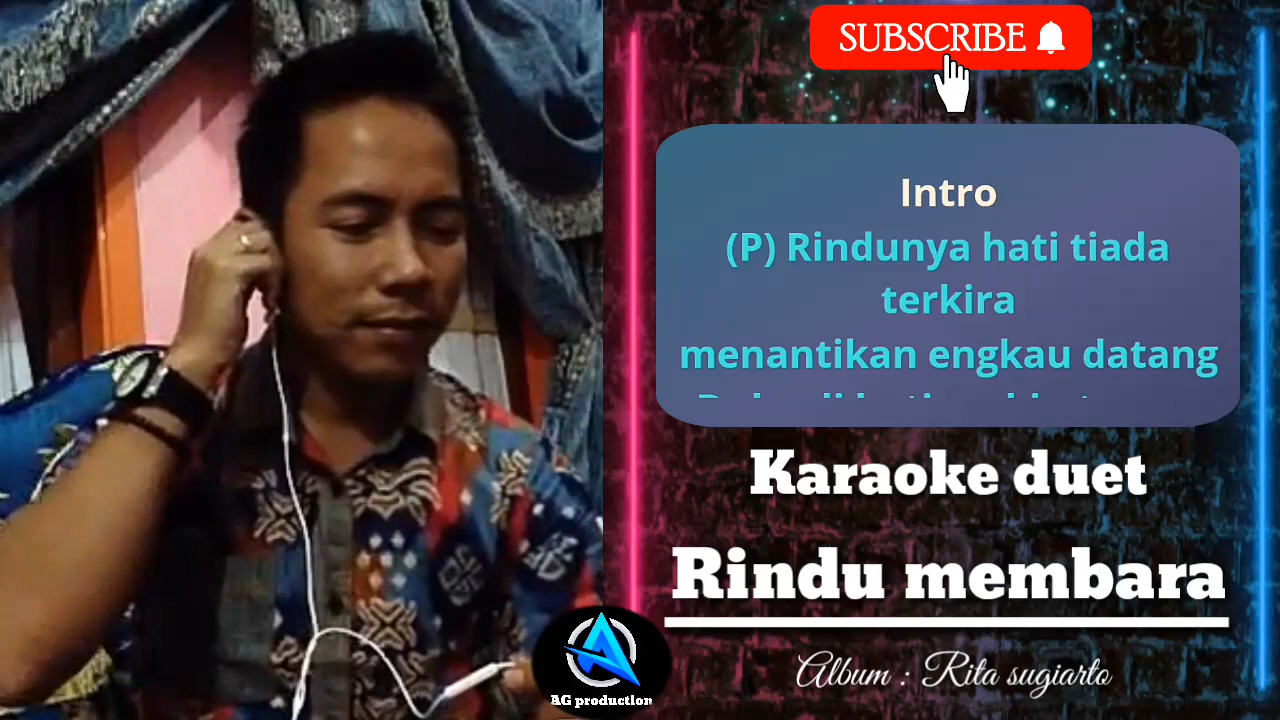 SUBSCRIBE
Intro
(P) Rindunya hati tiada
terkira
menantikan engkau datang
Karaoke duet
Rindu membara
Album : Rita sugiarto
AG production